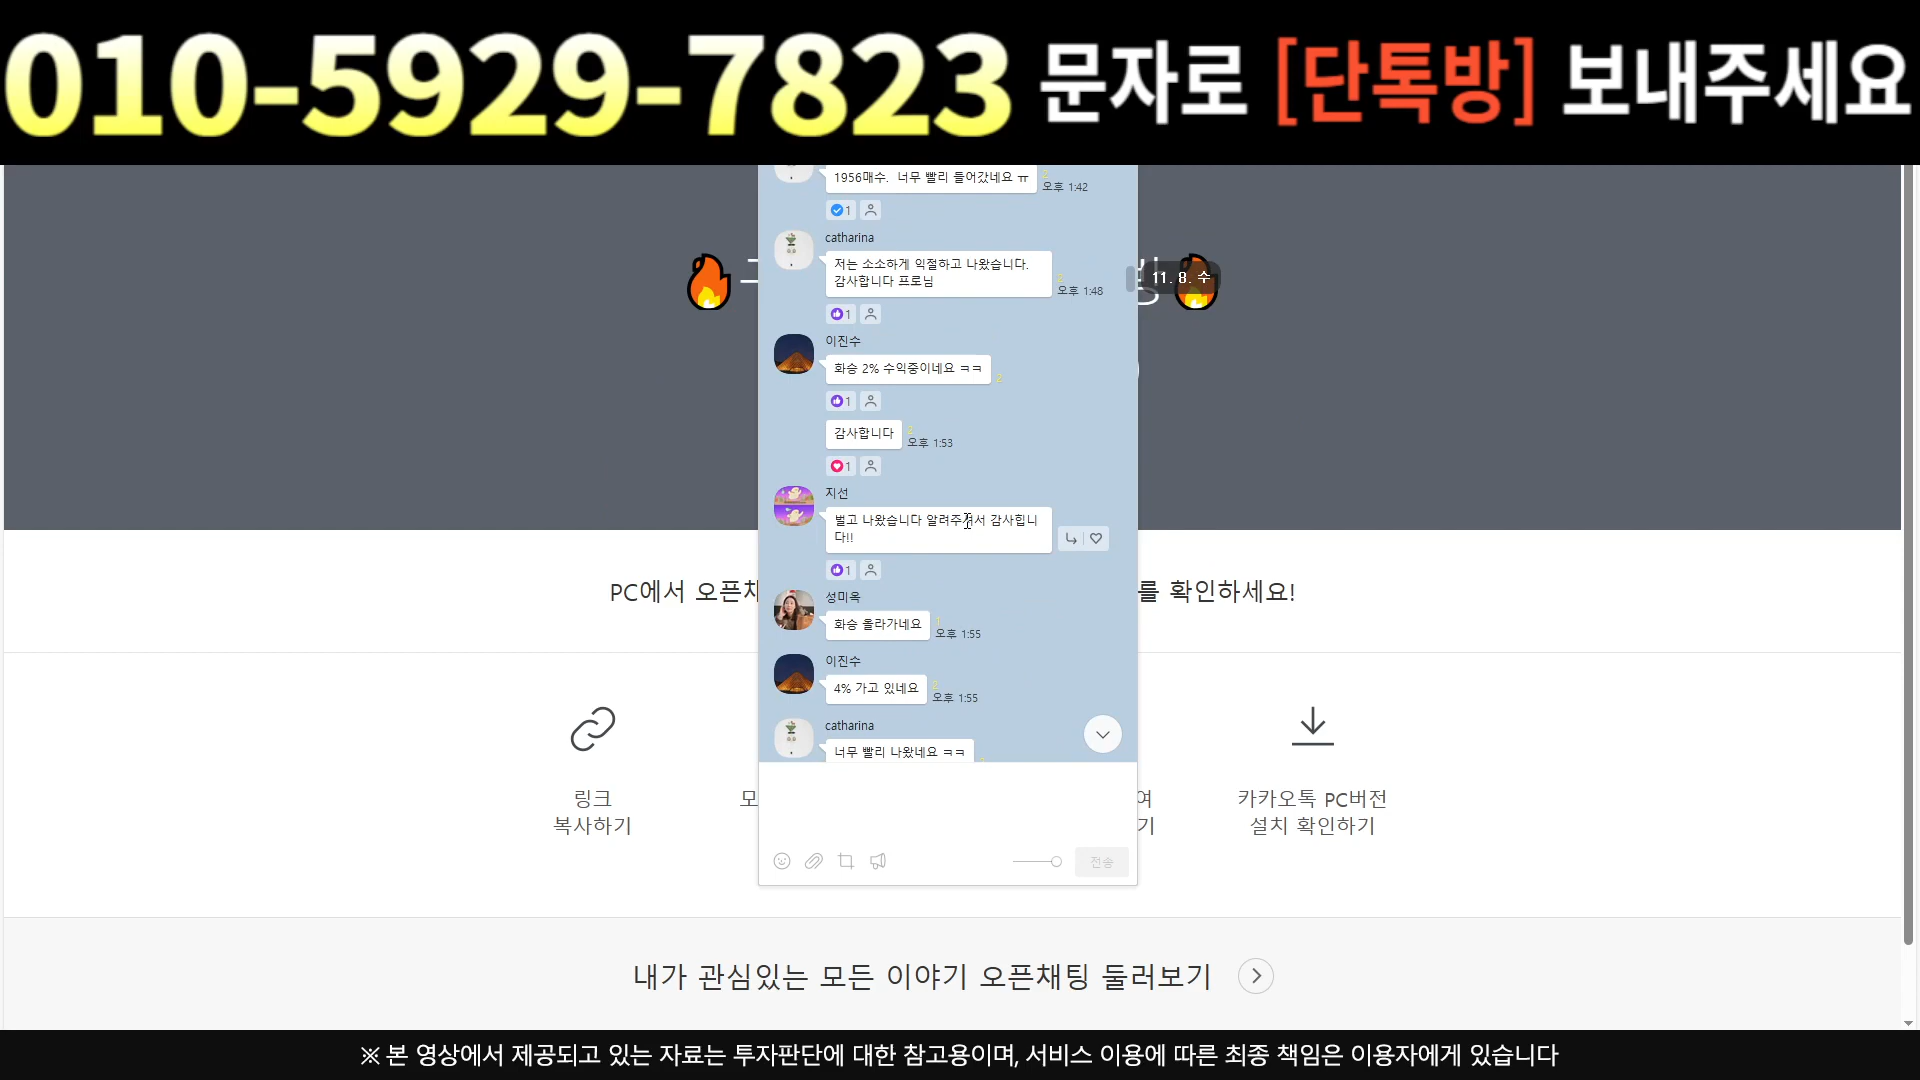 010-5929-7823 문자로 [단톡방] 보내주세요
1956매수. 너무 빨리 들어갔네요 ㅠ
2
오후 1:42
1
catharina
저는 소소하게 익절하고 나왔습니다.
감사합니다 프로님
2
오후 1:48
11. 8. 수
1
이진수
화승 2% 수익중이네요 ㅋㅋ
2
1
감사합니다
2
오후 1:53
1
지선
벌고 나왔습니다 알려주셔서 감사힙니
다!!
1
PC에서 오픈채
를 확인하세요!
성미옥
화승 올라가네요
오후 1:55
이진수
4% 가고 있네요
2
오후 1:55
catharina
너무 빨리 나왔네요 ㅋㅋ
링크
복사하기
모
여
기
카카오톡 PC버전
설치 확인하기
전송
내가 관심있는 모든 이야기 오픈채팅 둘러보기
※ 본 영상에서 제공되고 있는 자료는 투자판단에 대한 참고용이며, 서비스 이용에 따른 최종 책임은 이용자에게 있습니다